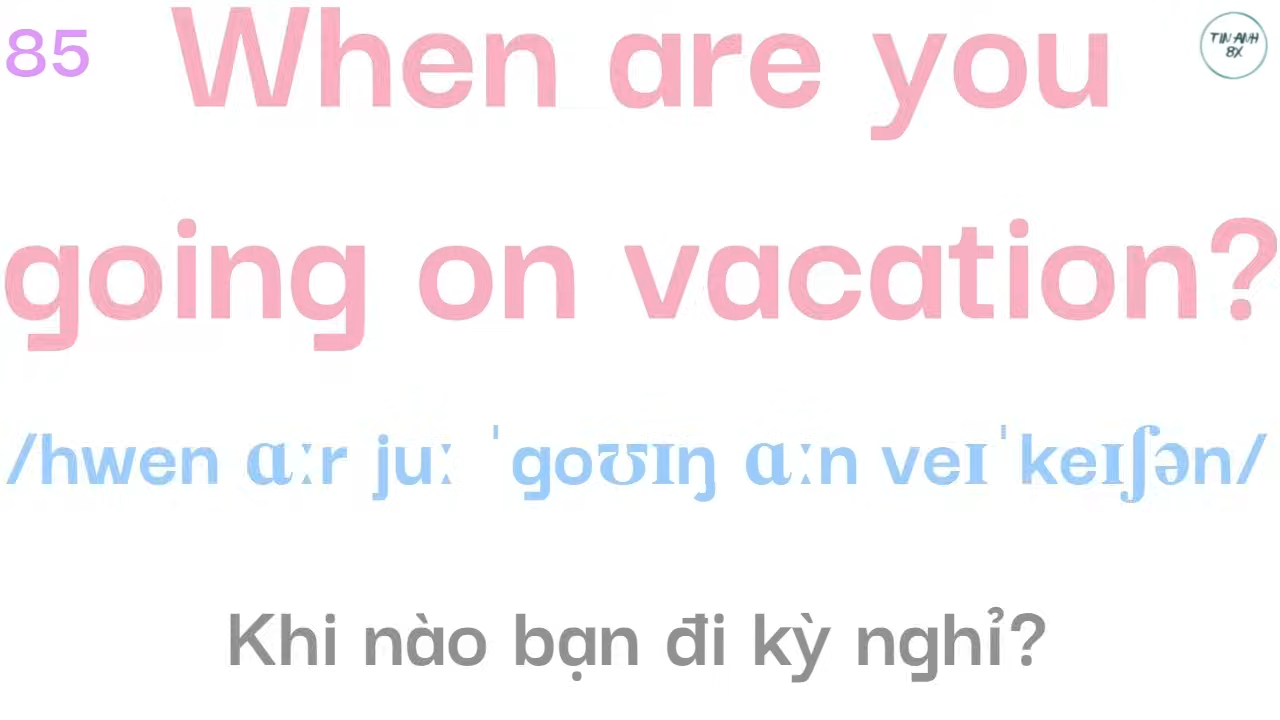 85
When are you
TIN ANH
8X
going on vacation?
/hwen ɑːr juː ˈgoʊɪŋ ɑːn veɪˈkeɪʃən/
Khi nào bạn đi kỳ nghỉ?